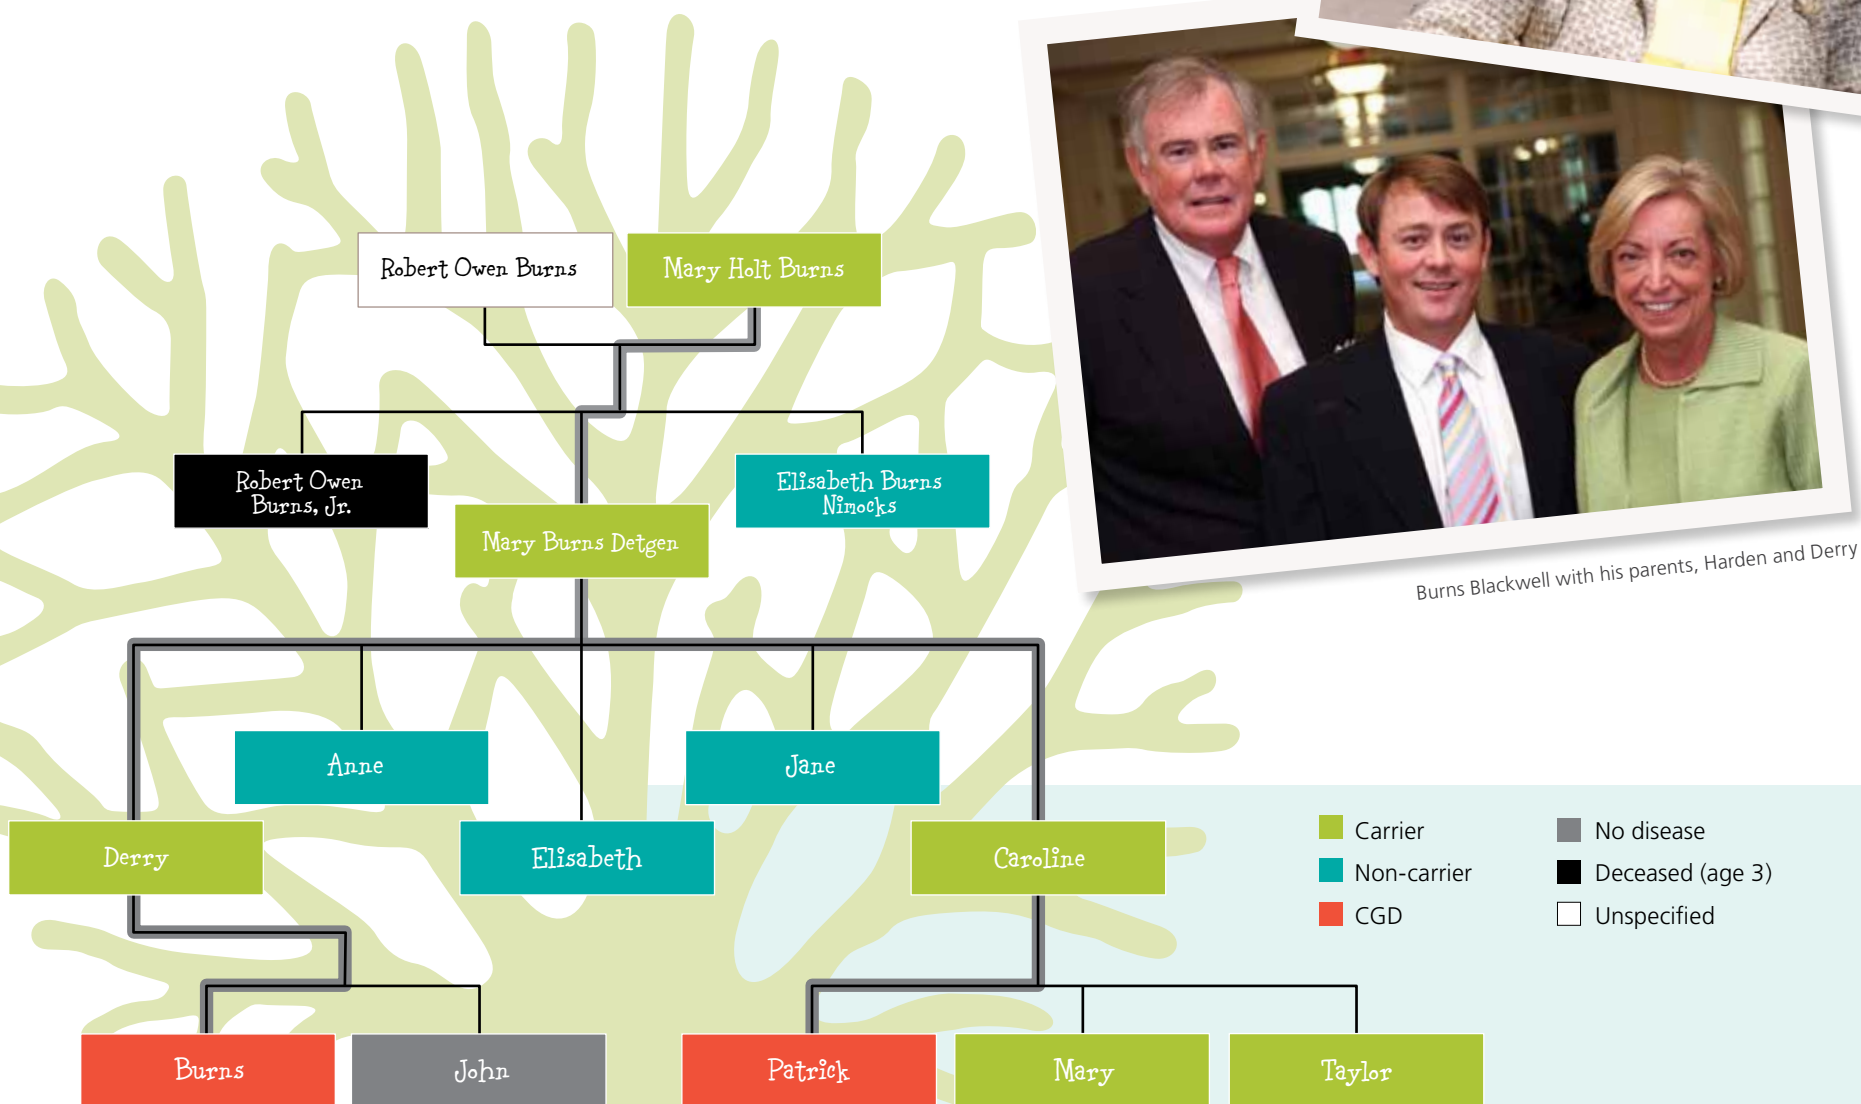 Robert Owen Burns
Mary Holt Burns
Robert Owen
Burns, Jr.
Elisabeth Burns
Nimocks
Mary Burns Detgen
Burns Blackwell with his parents, Harden and Derry
Anne
Jane
Derry
Elisabeth
Caroline
Carrier
Non-carrier
CGD
No disease
Deceased (age 3)
Unspecified
Burns
John
Patrick
Mary
Taylor